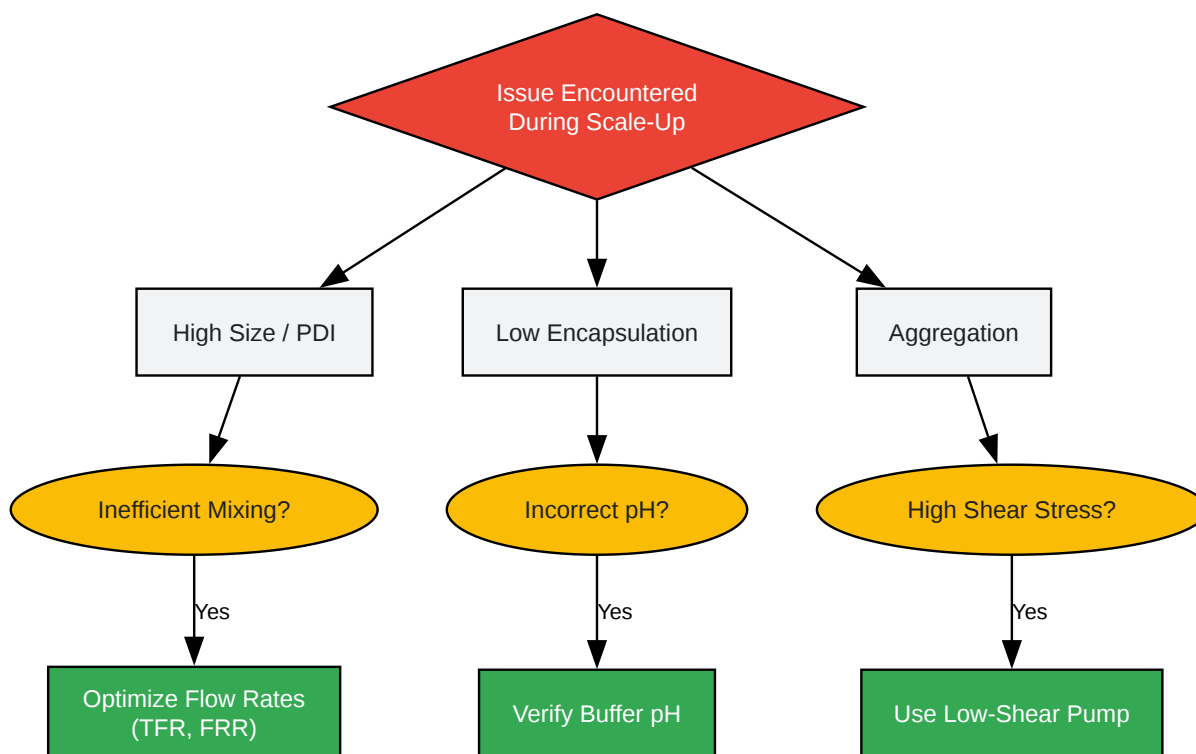 Issue Encountered
During Scale-Up
High Size / PDI
Low Encapsulation
Aggregation
Inefficient Mixing?
Incorrect pH?
High Shear Stress?
Yes
Yes
Yes
Optimize Flow Rates
(TFR, FRR)
Verify Buffer pH
Use Low-Shear Pump